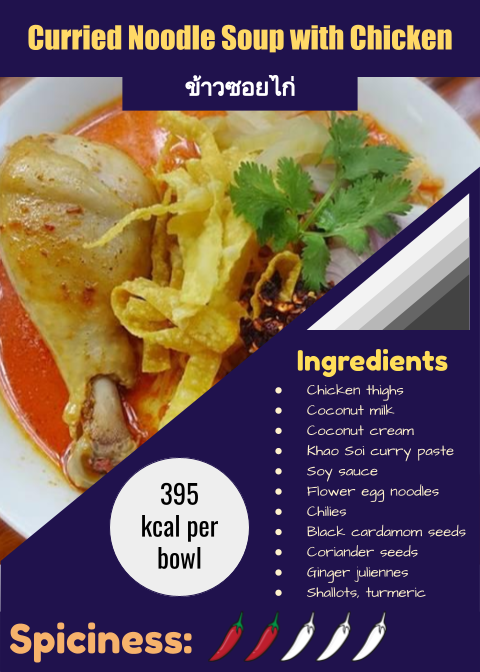 Curried Noodle Soup with Chicken
ข้าวซอยไก่
Ingredients
Chicken thighs
Coconut milk
Coconut cream
Khao Soi curry paste
Soy sauce
Flower egg noodles
Chilies
Black cardamom seeds
Coriander seeds
Ginger juliennes
Shallots, turmeric
395
kcal per
bowl
Spiciness: